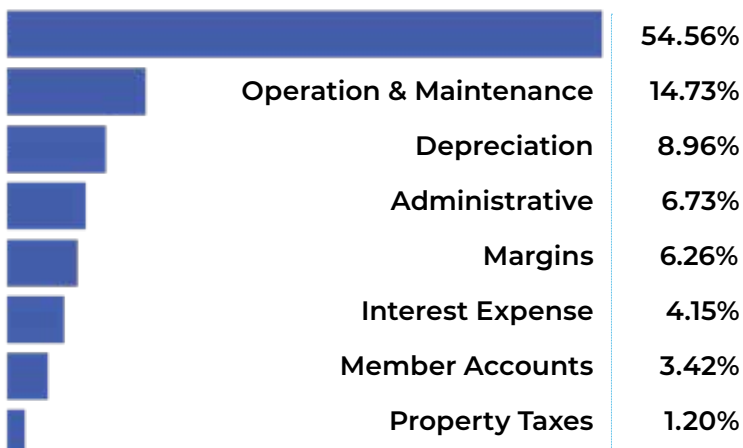 54.56%
Operation & Maintenance 14.73%
Depreciation 8.96%
Administrative 6.73%
Margins 6.26%
Interest Expense 4.15%
Member Accounts 3.42%
Property Taxes 1.20%